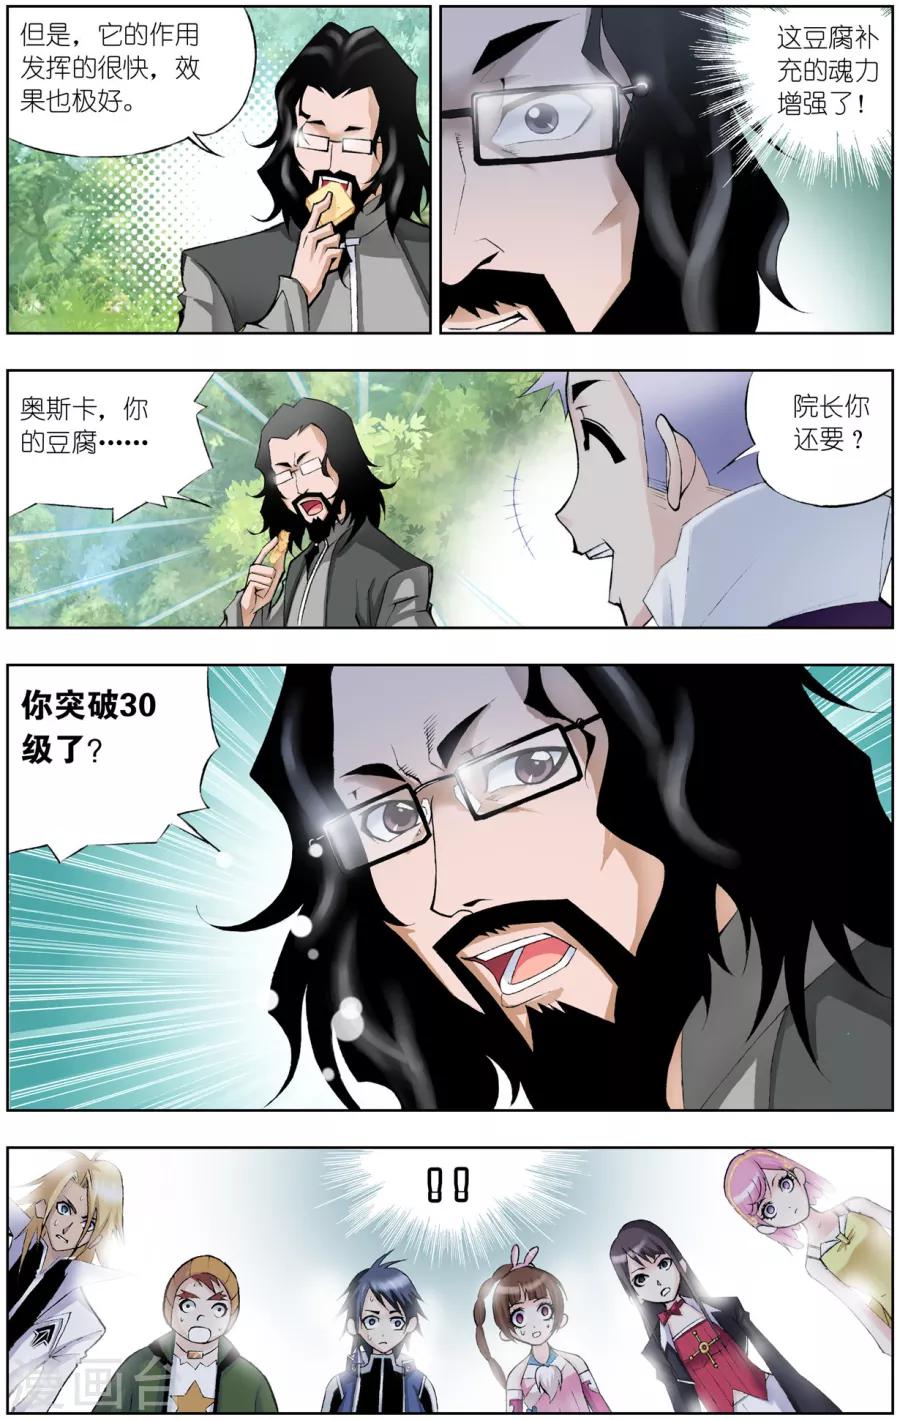 但是，它的作用
发挥的很快，效
果也极好。
这豆腐补
充的魂力
增强了！
奥斯卡，你
的豆腐……
院长你
还要？
你突破30
级了？
!!
漫画台